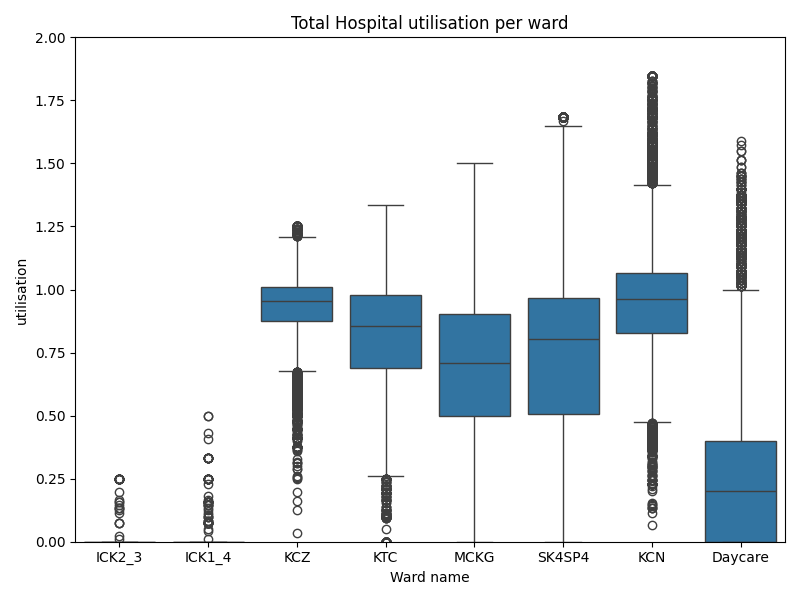 Total Hospital utilisation per ward
2.00
1.75
1.50
1.25
1.00
0.75
0.50
0.25
0.00
utilisation
ICK2_3 ICK1_4 KCZ KTC MCKG SK4SP4 KCN Daycare
Ward name